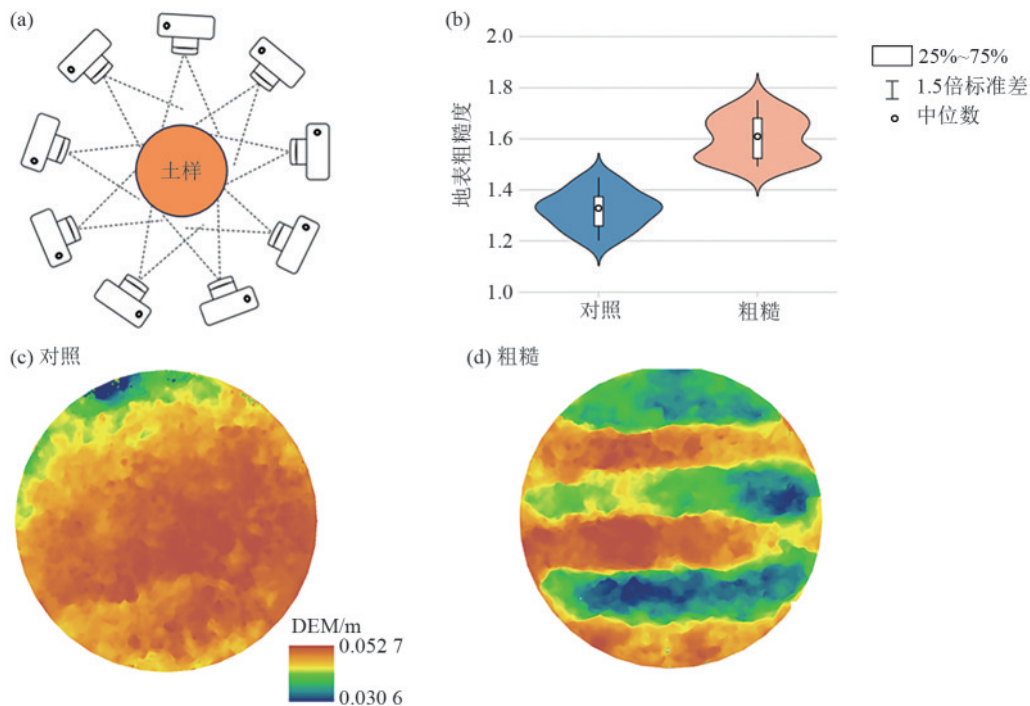 (a)
土样
(b)
地表粗糙度
2.0
1.8
1.6
1.4
1.2
1.0
对照
粗糙
25%~75%
1.5倍标准差
中位数
(c) 对照
(d) 粗糙
DEM/m
0.052 7
0.030 6